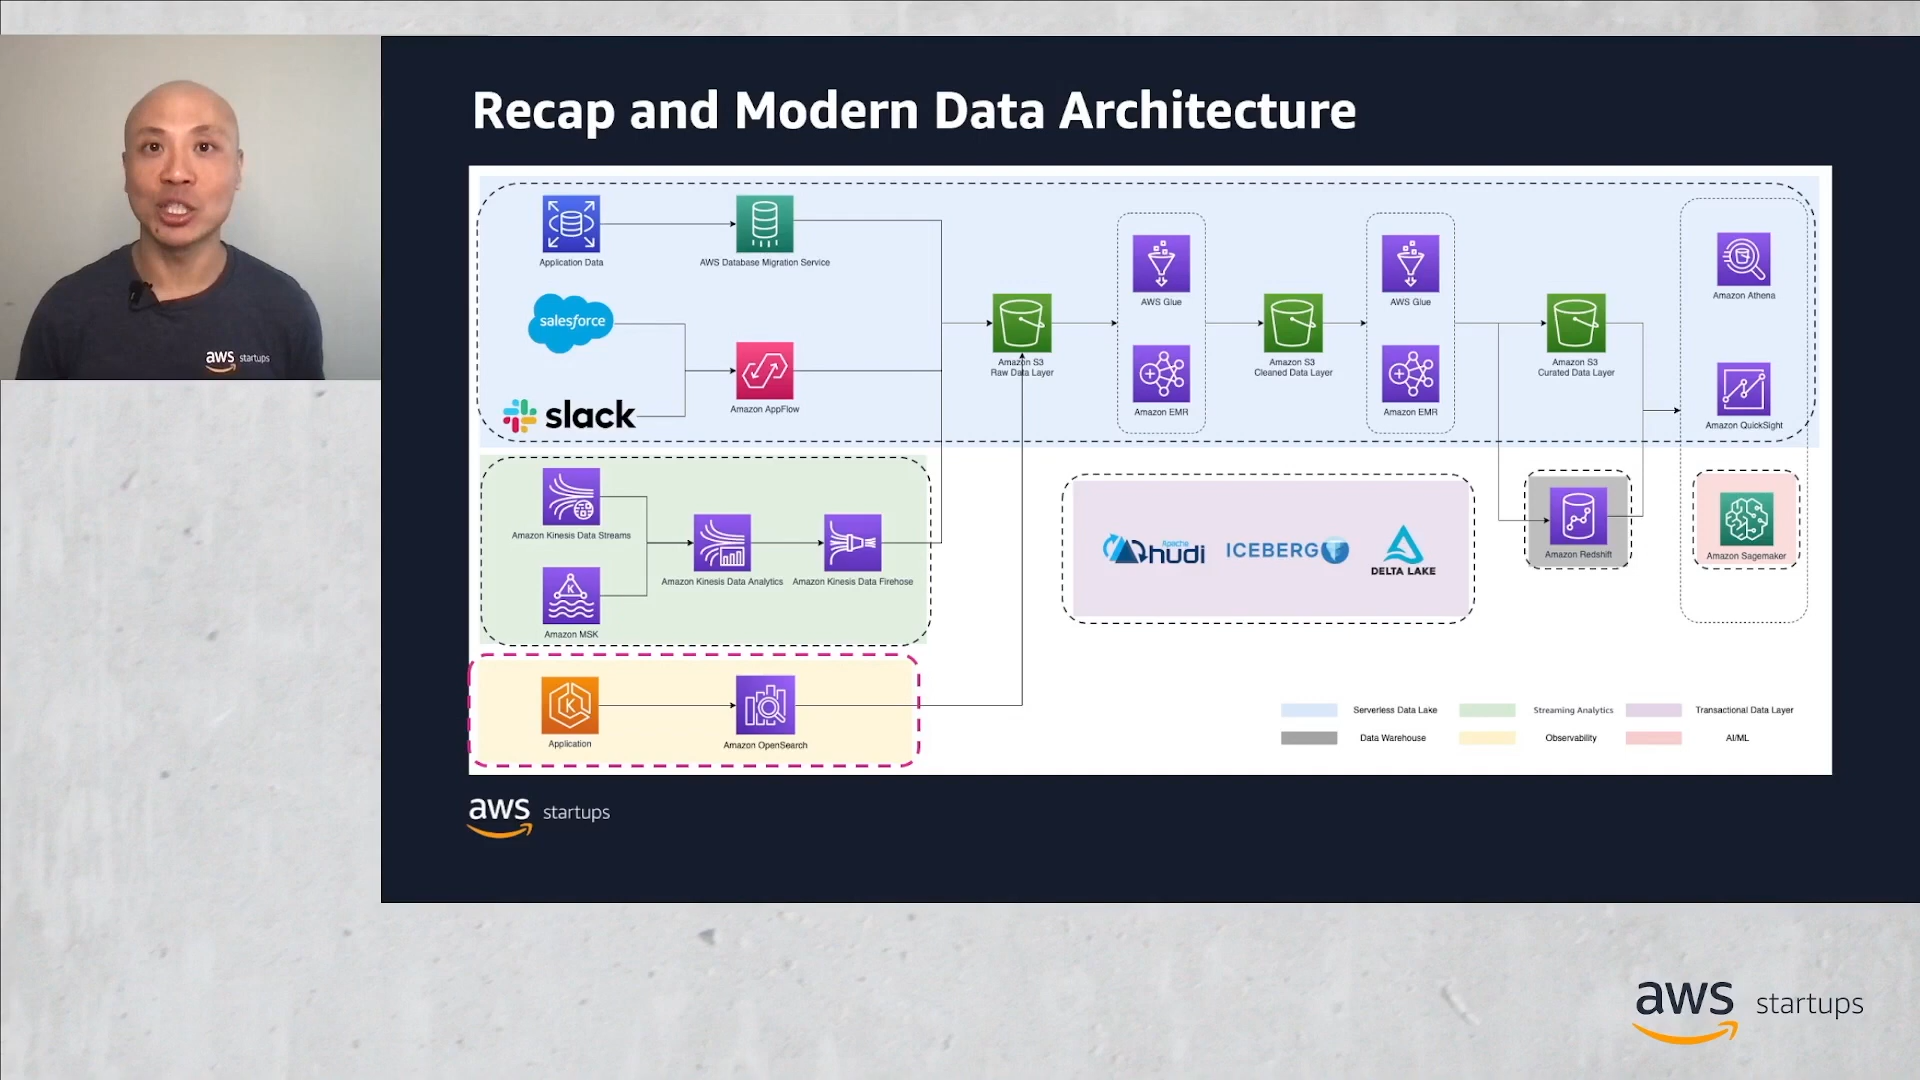 Recap and Modern Data Architecture
Application Data
AWS Database Migration Service
salesforce
slack
Amazon AppFlow
Amazon S3
Raw Data Layer
AWS Glue
Amazon EMR
Amazon S3
Cleaned Data Layer
AWS Glue
Amazon EMR
Amazon S3
Curated Data Layer
Amazon Athena
Amazon QuickSight
Amazon Kinesis Data Streams
K
Amazon MSK
Amazon Kinesis Data Analytics
Amazon Kinesis Data Firehose
APACHE
hudi
ICEBERG
DELTA LAKE
Amazon Redshift
Amazon Sagemaker
K
Application
Amazon OpenSearch
Serverless Data Lake
Streaming Analytics
Transactional Data Layer
Data Warehouse
Observability
AI/ML
aws startups
aws startups
aws startups